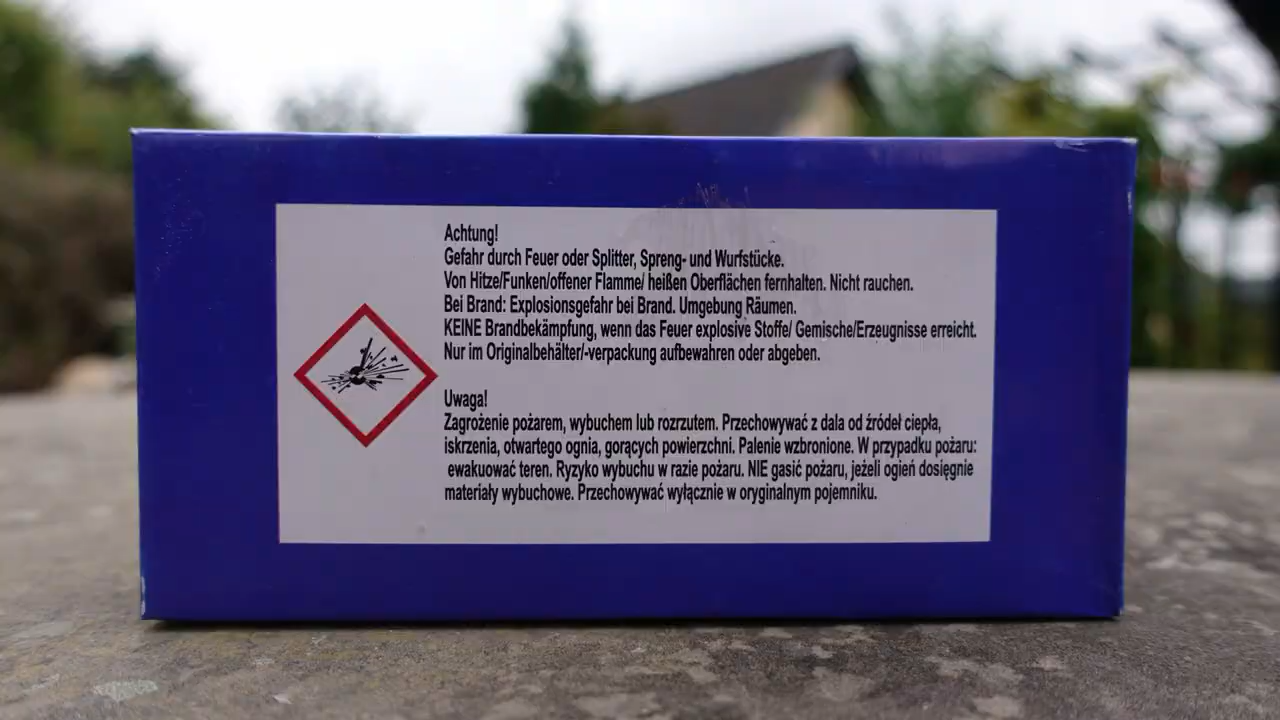 Achtung!
Gefahr durch Feuer oder Splitter, Spreng- und Wurfstücke.
Von Hitze/Funken/offener Flamme/ heißen Oberflächen fernhalten. Nicht rauchen.
Bei Brand: Explosionsgefahr bei Brand. Umgebung Räumen.
KEINE Brandbekämpfung, wenn das Feuer explosive Stoffe/ Gemische/Erzeugnisse erreicht.
Nur im Originalbehälter/-verpackung aufbewahren oder abgeben.
Uwaga!
Zagrożenie pożarem, wybuchem lub rozrzutem. Przechowywać z dala od źródeł ciepła,
iskrzenia, otwartego ognia, gorących powierzchni. Palenie wzbronione. W przypadku pożaru:
ewakuować teren. Ryzyko wybuchu w razie pożaru. NIE gasić pożaru, jeżeli ogień dosięgnie
materiały wybuchowe. Przechowywać wyłącznie w oryginalnym pojemniku.